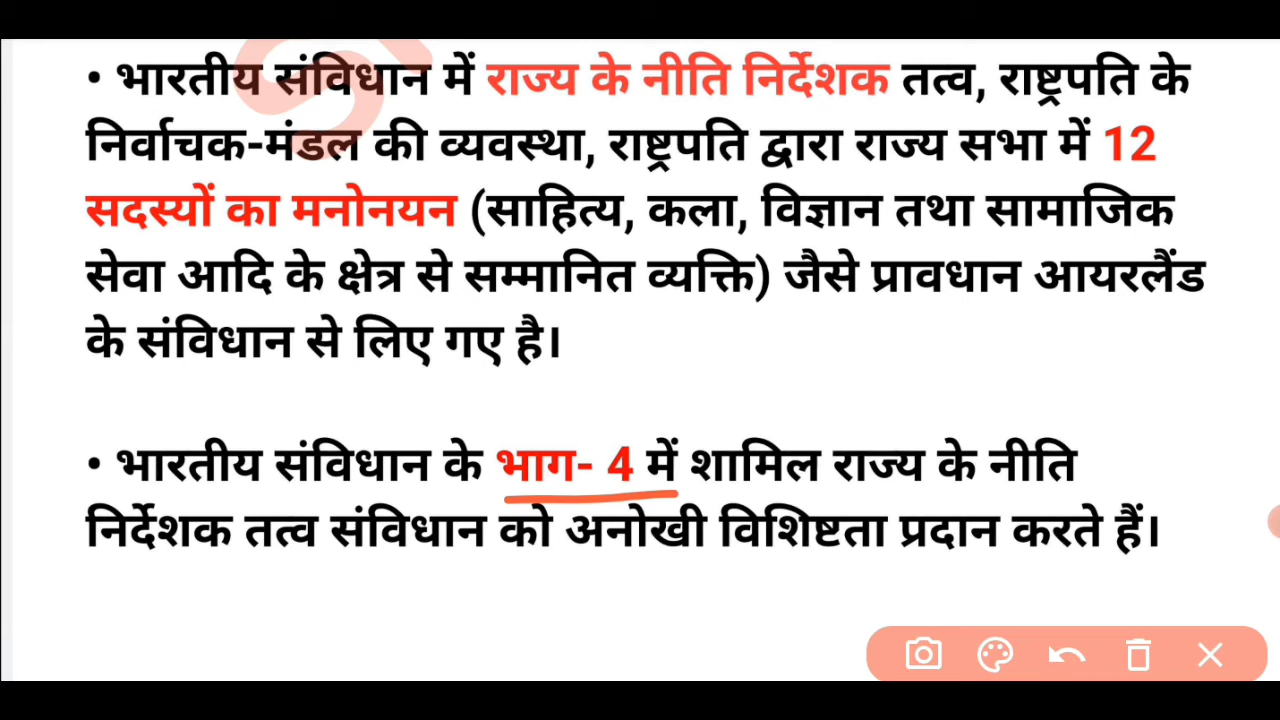 • भारतीय संविधान में राज्य के नीति निर्देशक तत्व, राष्ट्रपति के
निर्वाचक-मंडल की व्यवस्था, राष्ट्रपति द्वारा राज्य सभा में 12
सदस्यों का मनोनयन (साहित्य, कला, विज्ञान तथा सामाजिक
सेवा आदि के क्षेत्र से सम्मानित व्यक्ति) जैसे प्रावधान आयरलैंड
के संविधान से लिए गए है।
• भारतीय संविधान के भाग- 4 में शामिल राज्य के नीति
निर्देशक तत्व संविधान को अनोखी विशिष्टता प्रदान करते हैं।